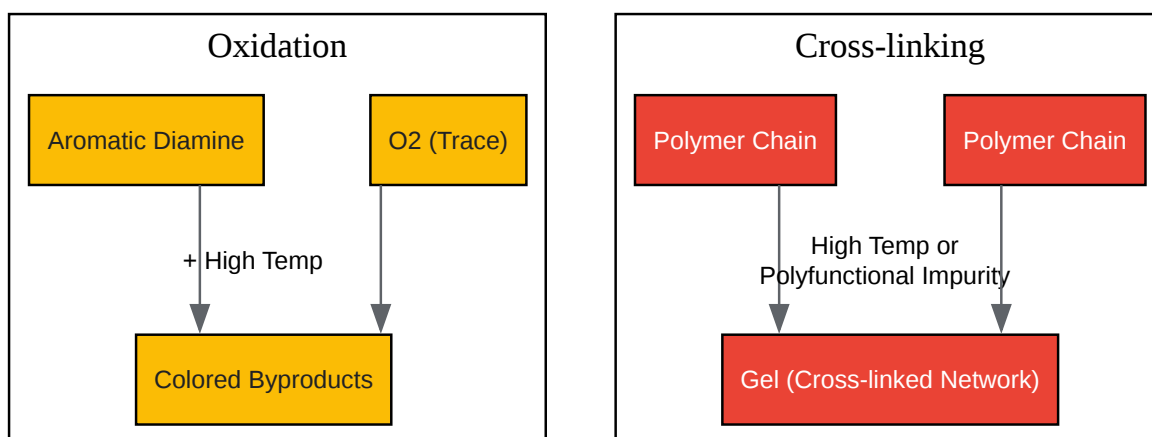 Oxidation
Aromatic Diamine
O2 (Trace)
+ High Temp
Colored Byproducts
Cross-linking
Polymer Chain
Polymer Chain
High Temp or
Polyfunctional Impurity
Gel (Cross-linked Network)